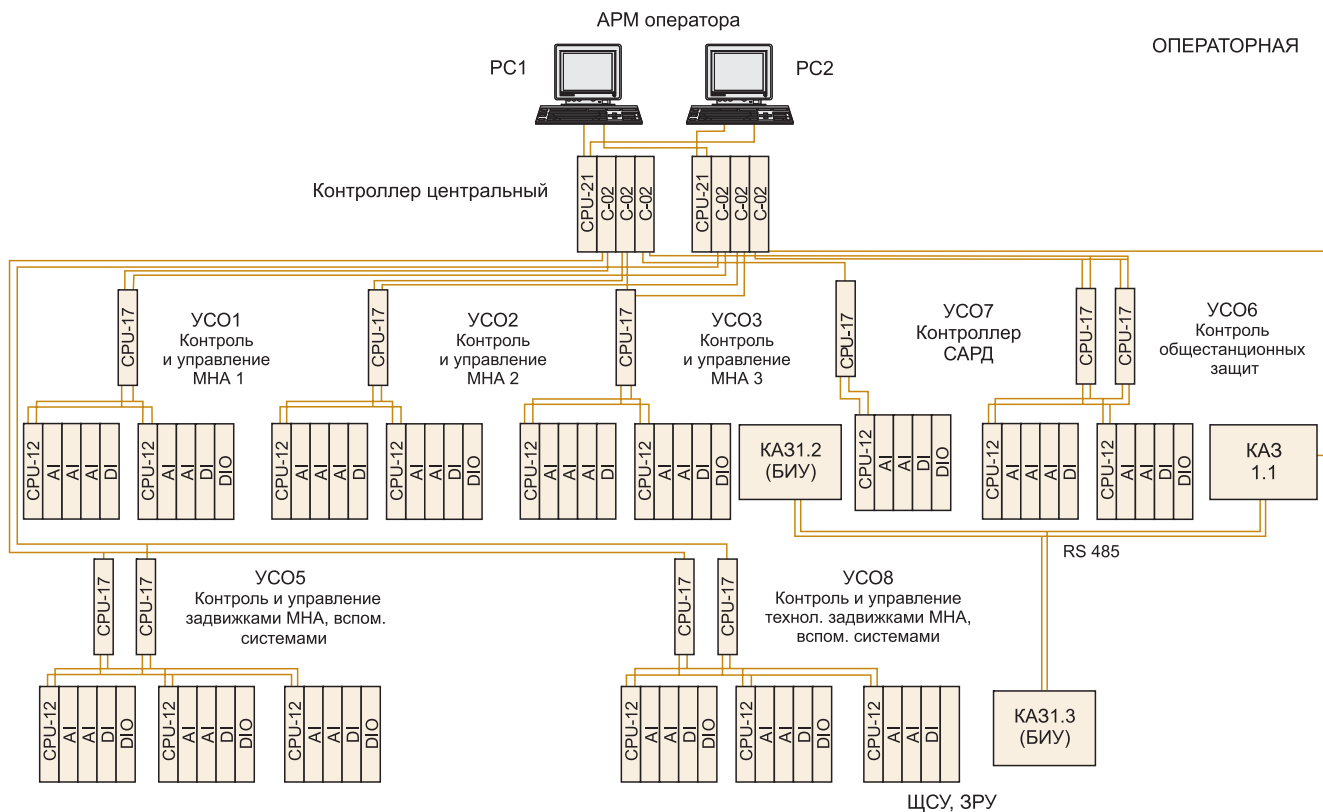 АРМ оператора
ОПЕРАТОРНАЯ
PC1
PC2
Контроллер центральный
CPU-21
C-02
C-02
C-02
CPU-21
C-02
C-02
C-02
CPU-17
УСО1
Контроль
и управление
МНА 1
CPU-17
УСО2
Контроль
и управление
МНА 2
CPU-17
УСО3
Контроль
и управление
МНА 3
CPU-17
УСО7
Контроллер
САРД
CPU-17
CPU-17
УСО6
Контроль
общестанционных
защит
CPU-12
AI
AI
AI
DI
CPU-12
AI
AI
DI
DIO
CPU-12
AI
AI
AI
DI
CPU-12
AI
AI
DI
DIO
CPU-12
AI
AI
AI
DI
CPU-12
AI
AI
DI
DIO
КАЗ1.2
(БИУ)
CPU-12
AI
AI
DI
DIO
CPU-12
AI
AI
AI
DI
CPU-12
AI
AI
DI
DIO
КАЗ
1.1
RS 485
CPU-17
CPU-17
УСО5
Контроль и управление
задвижками МНА, вспом.
системами
CPU-17
CPU-17
УСО8
Контроль и управление
технол. задвижками МНА,
вспом. системами
CPU-12
AI
AI
DI
DIO
CPU-12
AI
AI
DI
DIO
CPU-12
AI
AI
DI
DIO
CPU-12
AI
AI
DI
DIO
CPU-12
AI
AI
DI
DIO
CPU-12
AI
AI
DI
КАЗ1.3
(БИУ)
ЩСУ, ЗРУ